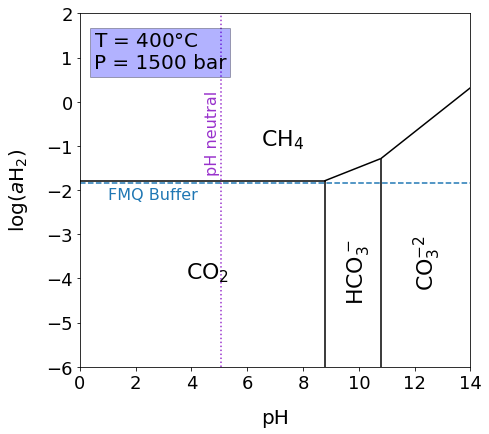 2
T = 400°C
P = 1500 bar
1
0
pH neutral
CH₄
−1
−2
FMQ Buffer
log(aH₂)
−3
HCO₃⁻
CO₃⁻²
CO₂
−4
−5
−6
0 2 4 6 8 10 12 14
pH